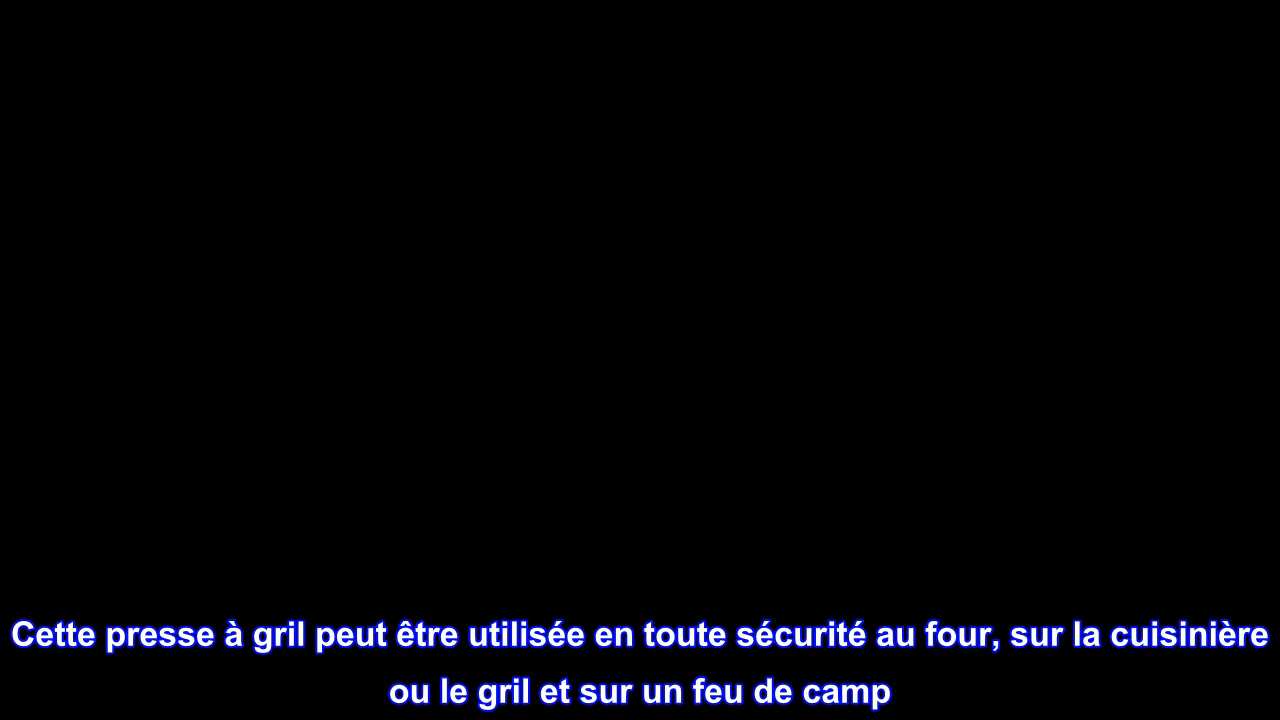 Cette presse à gril peut être utilisée en toute sécurité au four, sur la cuisinière
ou le gril et sur un feu de camp